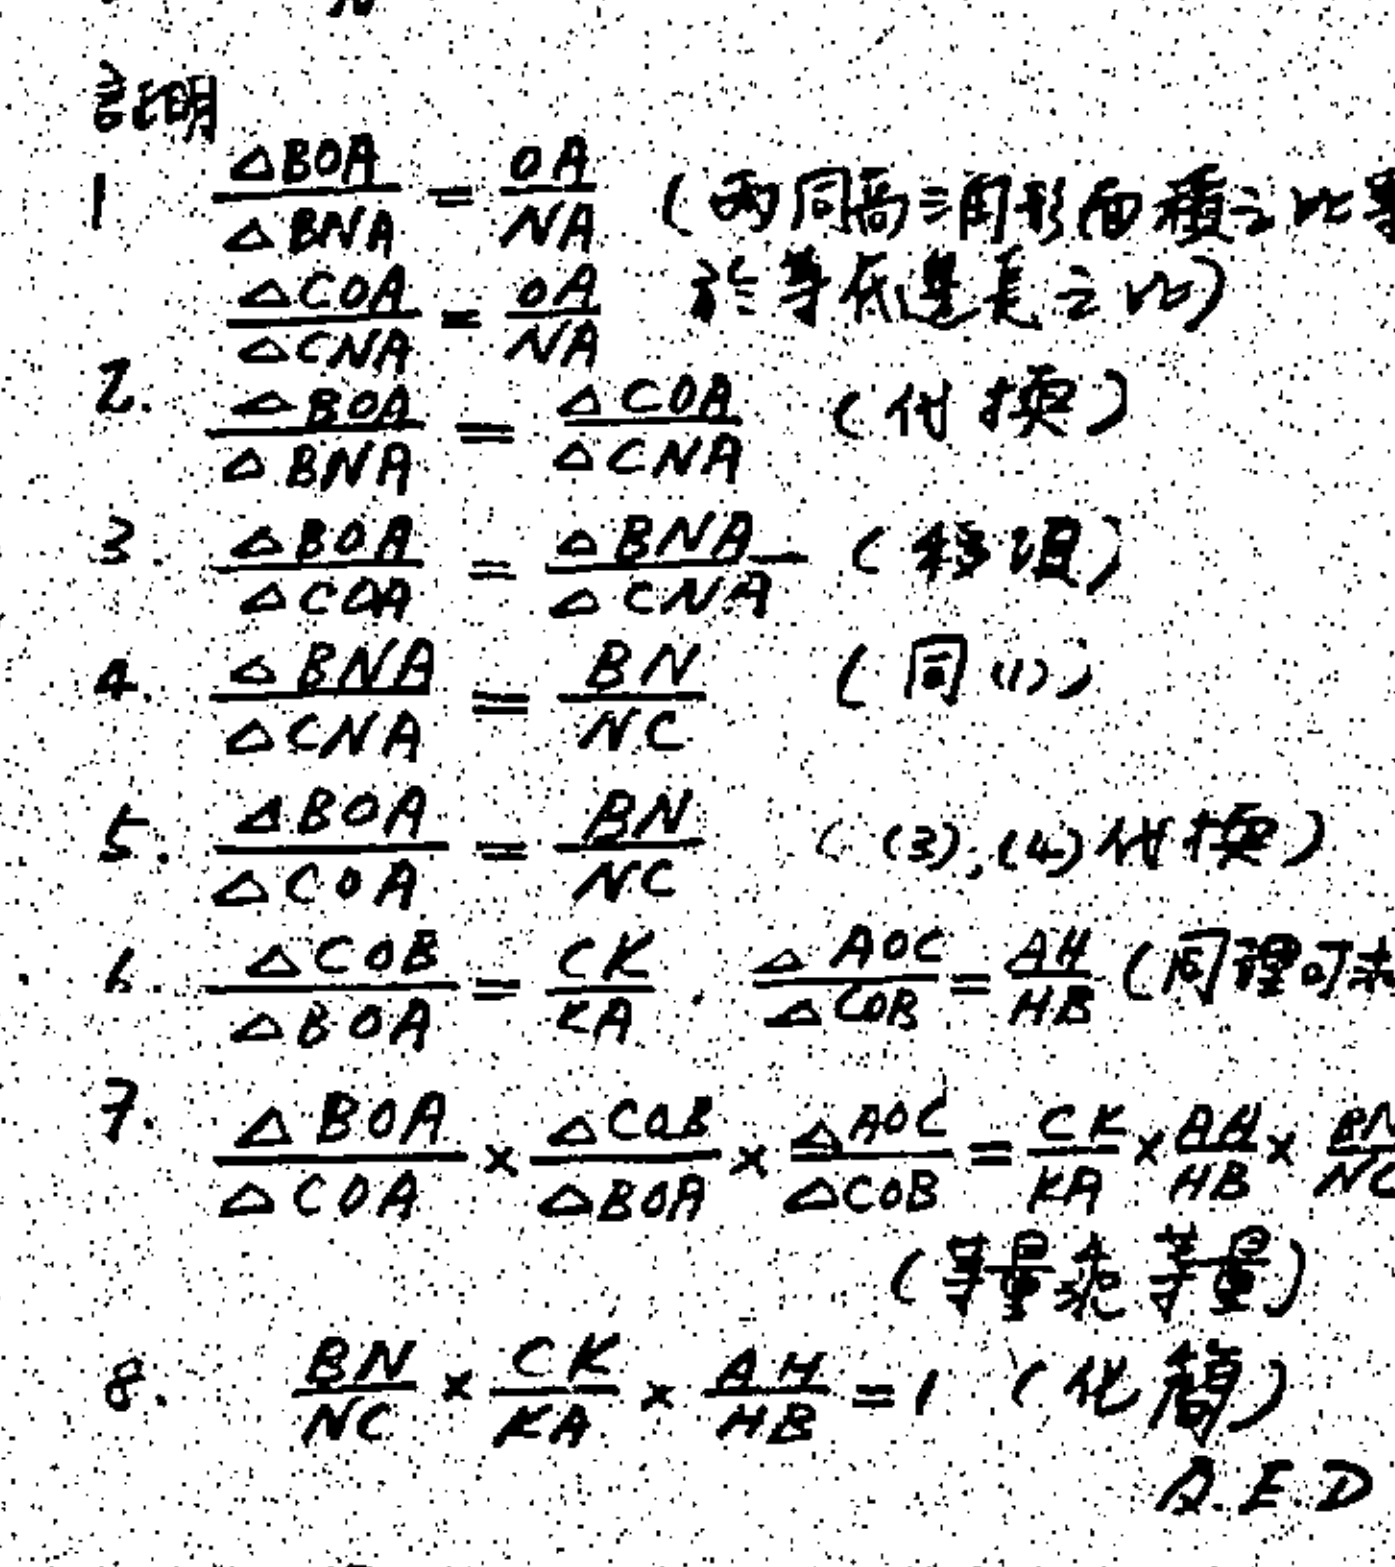 証明
1 △BOA/△BNA = OA/NA (兩同高三角形面積之比等
△COA/△CNA = OA/NA 於等底邊長之比)
2. △BOA/△BNA = △COA/△CNA (代換)
3. △BOA/△COA = △BNA/△CNA (移項)
4. △BNA/△CNA = BN/NC (同(1))
5. △BOA/△COA = BN/NC ((3),(4)代換)
6. △COB/△BOA = CK/KA . △AOC/△COB = AH/HB (同理可求
7. △BOA/△COA × △COB/△BOA × △AOC/△COB = CK/KA × AH/HB × BN/NC
(等量乘等量)
8. BN/NC × CK/KA × AH/HB = 1 (化簡)
Q.E.D